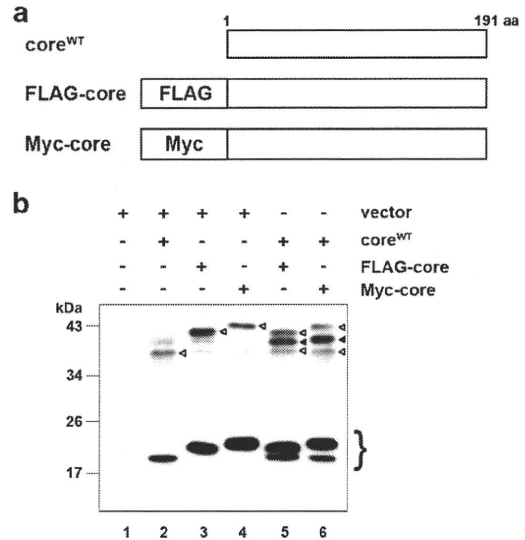 a
1 191 aa
core^WT
FLAG-core FLAG
Myc-core Myc
b
+ + + + - - vector
- + - - + + core^WT
- - + - + - FLAG-core
- - - + - + Myc-core
kDa
43
34
26
17
}
1 2 3 4 5 6